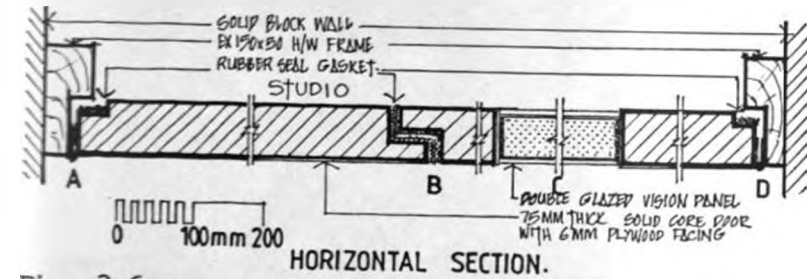 SOLID BLOCK WALL
EX 150x50 H/W FRAME
RUBBER SEAL GASKET
STUDIO
A
B
C
D
DOUBLE GLAZED VISION PANEL
75MM THICK SOLID CORE DOOR
WITH 6MM PLYWOOD FACING
0 100mm 200
HORIZONTAL SECTION.